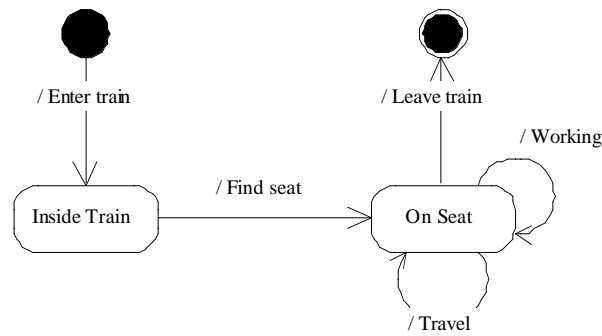 / Enter train
/ Leave train
/ Working
/ Find seat
Inside Train
On Seat
/ Travel